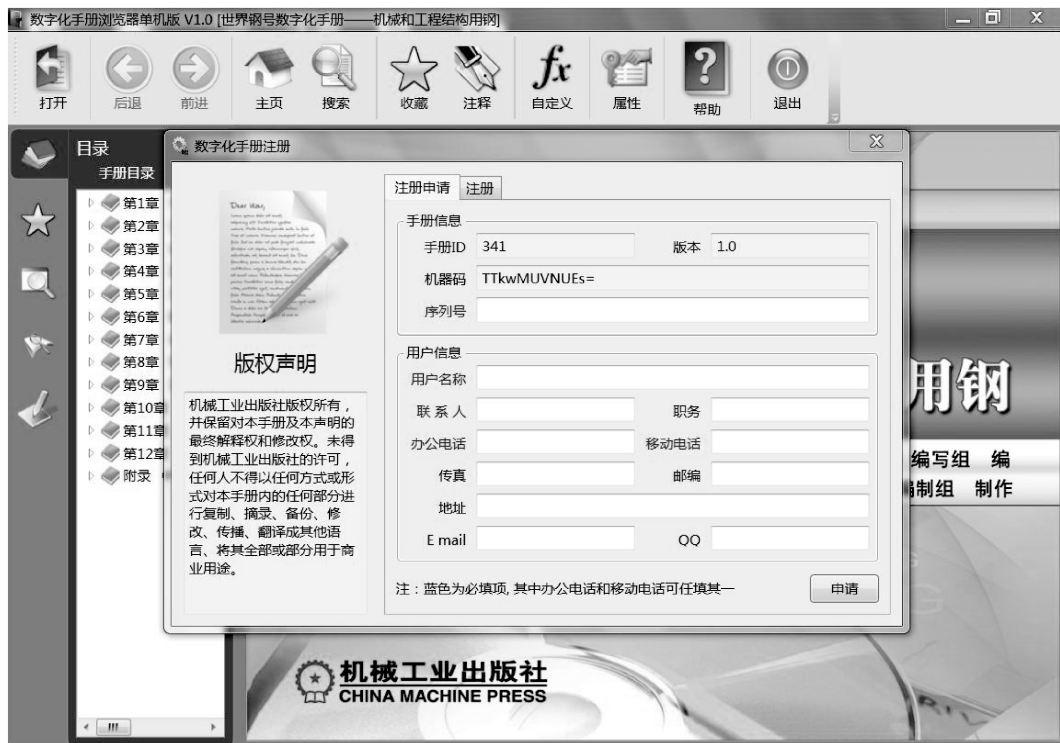 数字化手册浏览器单机版 V1.0 [世界钢号数字化手册——机械和工程结构用钢]
打开 后退 前进 主页 搜索 收藏 注释 自定义 属性 帮助 退出
目录
手册目录
第1章
第2章
第3章
第4章
第5章
第6章
第7章
第8章
第9章
第10章
第11章
第12章
附录
数字化手册注册
Dear Mary,
版权声明
机械工业出版社版权所有，
并保留对本手册及本声明的
最终解释权和修改权。未得
到机械工业出版社的许可，
任何人不得以任何方式或形
式对本手册内的任何部分进
行复制、摘录、备份、修
改、传播、翻译成其他语
言、将其全部或部分用于商
业用途。
注册申请 注册
手册信息
手册ID 341 版本 1.0
机器码 TTkwMUVNUEs=
序列号
用户信息
用户名称
联系人 职务
办公电话 移动电话
传真 邮编
地址
E mail QQ
注：蓝色为必填项, 其中办公电话和移动电话可任填其一 申请
用钢
编写组 编
制组 制作
机械工业出版社
CHINA MACHINE PRESS